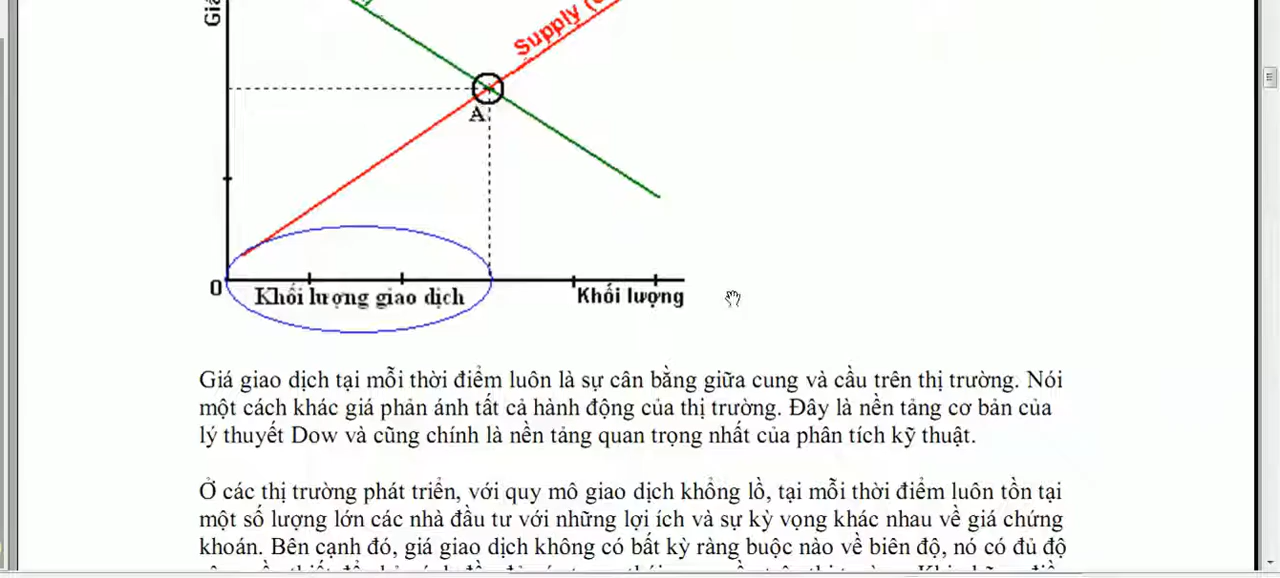 Giá
Supply
A
0
Khối lượng giao dịch
Khối lượng
Giá giao dịch tại mỗi thời điểm luôn là sự cân bằng giữa cung và cầu trên thị trường. Nói
một cách khác giá phản ánh tất cả hành động của thị trường. Đây là nền tảng cơ bản của
lý thuyết Dow và cũng chính là nền tảng quan trọng nhất của phân tích kỹ thuật.
Ở các thị trường phát triển, với quy mô giao dịch khổng lồ, tại mỗi thời điểm luôn tồn tại
một số lượng lớn các nhà đầu tư với những lợi ích và sự kỳ vọng khác nhau về giá chứng
khoán. Bên cạnh đó, giá giao dịch không có bất kỳ ràng buộc nào về biên độ, nó có đủ độ